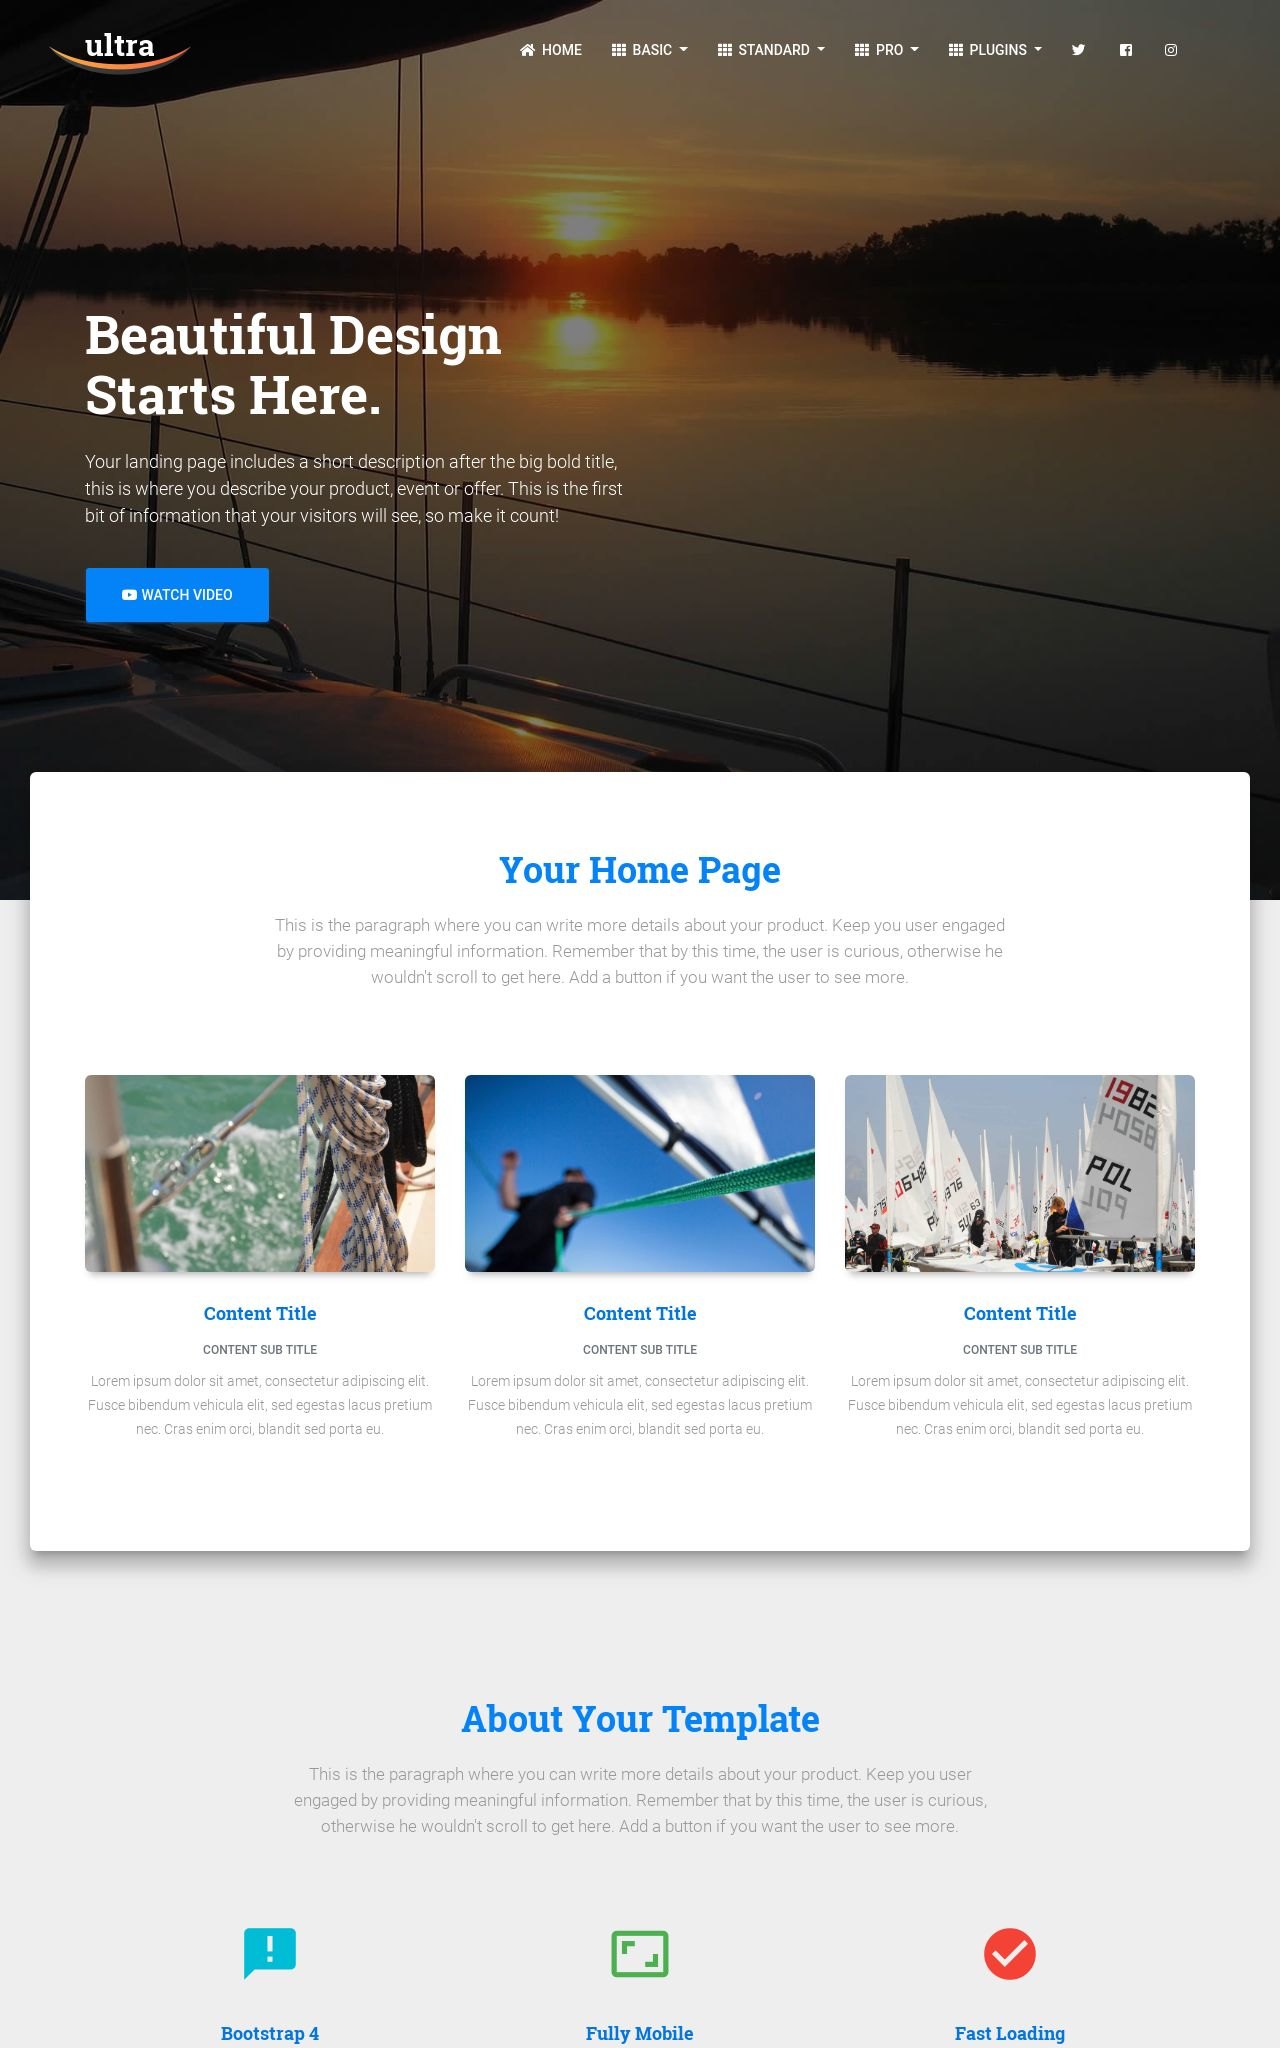 ultra
HOME BASIC STANDARD PRO PLUGINS
Beautiful Design
Starts Here.
Your landing page includes a short description after the big bold title,
this is where you describe your product, event or offer. This is the first
bit of information that your visitors will see, so make it count!
WATCH VIDEO
Your Home Page
This is the paragraph where you can write more details about your product. Keep you user engaged
by providing meaningful information. Remember that by this time, the user is curious, otherwise he
wouldn't scroll to get here. Add a button if you want the user to see more.
1982
POL
Content Title
CONTENT SUB TITLE
Lorem ipsum dolor sit amet, consectetur adipiscing elit.
Fusce bibendum vehicula elit, sed egestas lacus pretium
nec. Cras enim orci, blandit sed porta eu.
Content Title
CONTENT SUB TITLE
Lorem ipsum dolor sit amet, consectetur adipiscing elit.
Fusce bibendum vehicula elit, sed egestas lacus pretium
nec. Cras enim orci, blandit sed porta eu.
Content Title
CONTENT SUB TITLE
Lorem ipsum dolor sit amet, consectetur adipiscing elit.
Fusce bibendum vehicula elit, sed egestas lacus pretium
nec. Cras enim orci, blandit sed porta eu.
About Your Template
This is the paragraph where you can write more details about your product. Keep you user
engaged by providing meaningful information. Remember that by this time, the user is curious,
otherwise he wouldn't scroll to get here. Add a button if you want the user to see more.
Bootstrap 4
Fully Mobile
Fast Loading